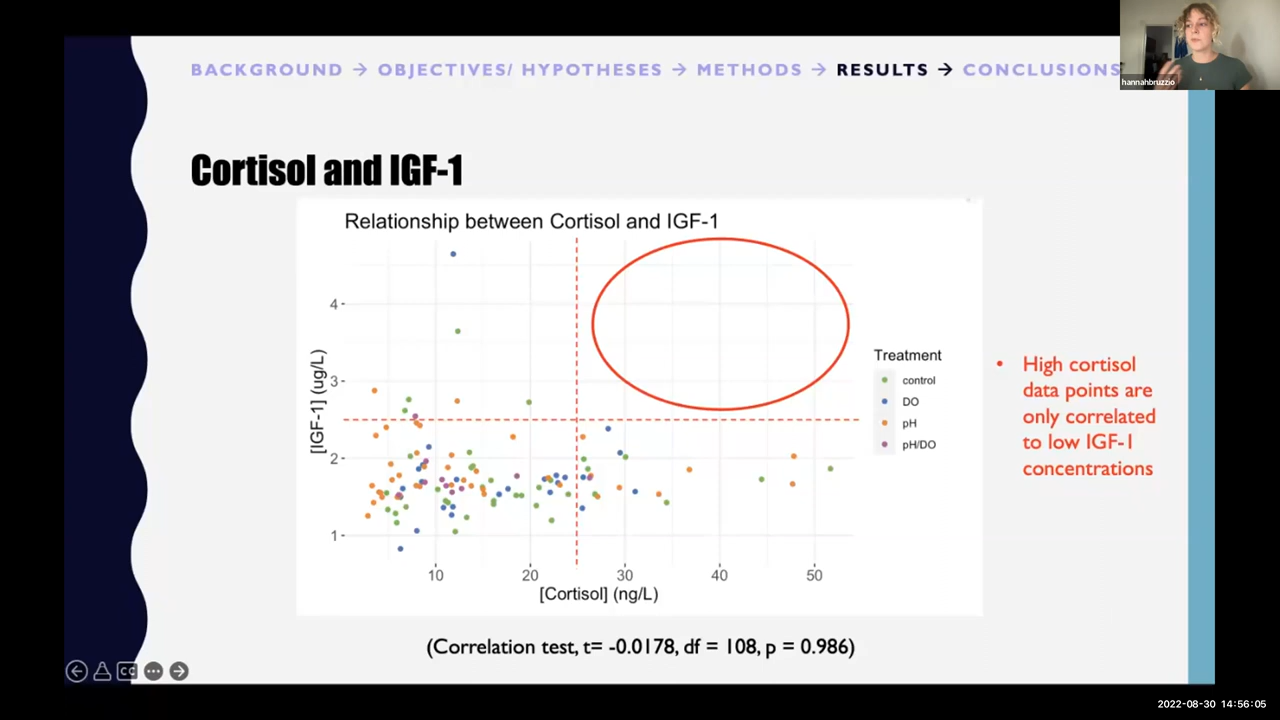 BACKGROUND → OBJECTIVES/ HYPOTHESES → METHODS → RESULTS → CONCLUSIONS
hannahbruzzio
Cortisol and IGF-1
Relationship between Cortisol and IGF-1
[IGF-1] (ug/L)
4
3
2
1
10 20 30 40 50
[Cortisol] (ng/L)
Treatment
control
DO
pH
pH/DO
• High cortisol
data points are
only correlated
to low IGF-1
concentrations
(Correlation test, t= -0.0178, df = 108, p = 0.986)
CC
2022-08-30 14:56:05